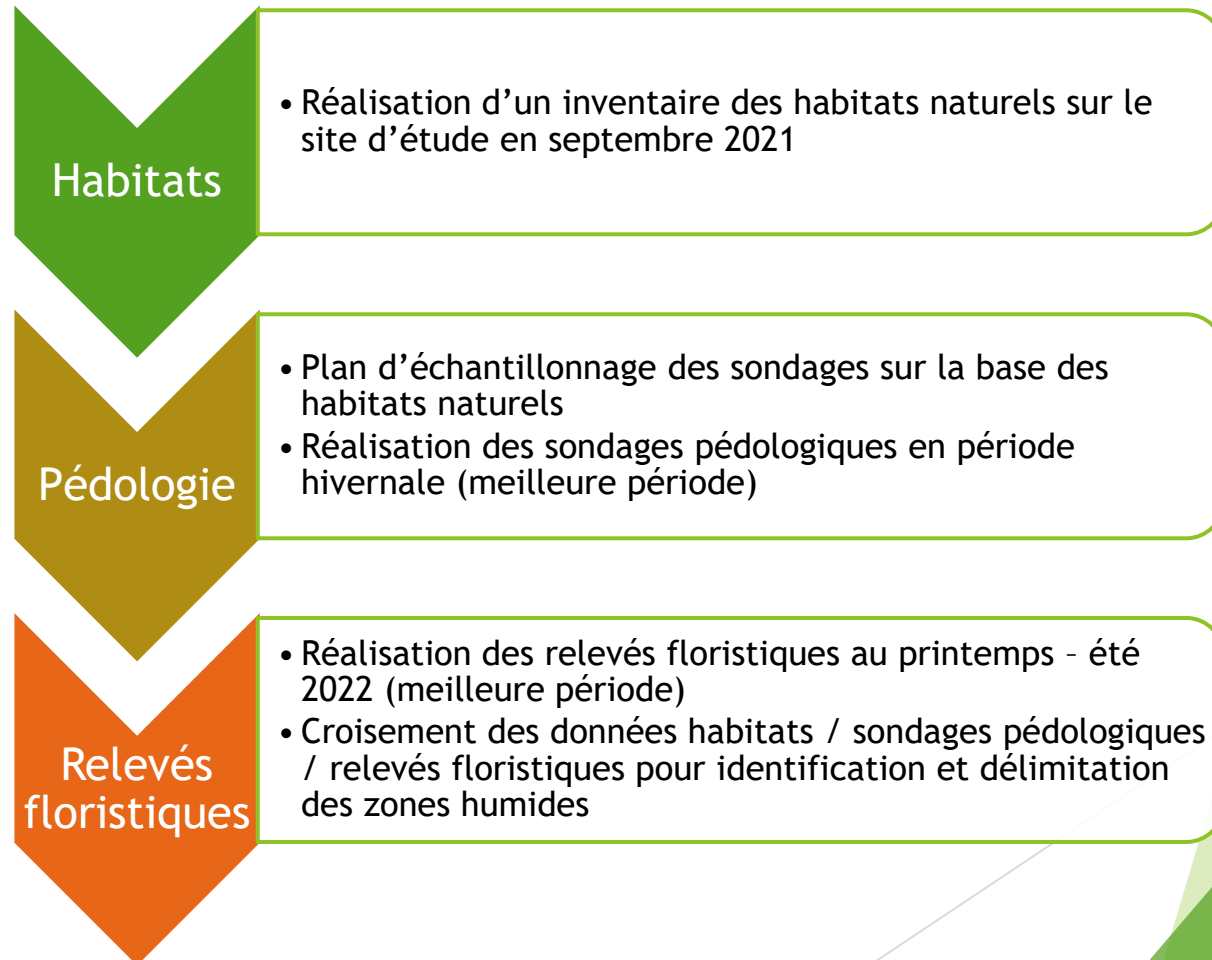 Habitats
• Réalisation d'un inventaire des habitats naturels sur le
site d'étude en septembre 2021
Pédologie
• Plan d'échantillonnage des sondages sur la base des
habitats naturels
• Réalisation des sondages pédologiques en période
hivernale (meilleure période)
Relevés
floristiques
• Réalisation des relevés floristiques au printemps – été
2022 (meilleure période)
• Croisement des données habitats / sondages pédologiques
/ relevés floristiques pour identification et délimitation
des zones humides